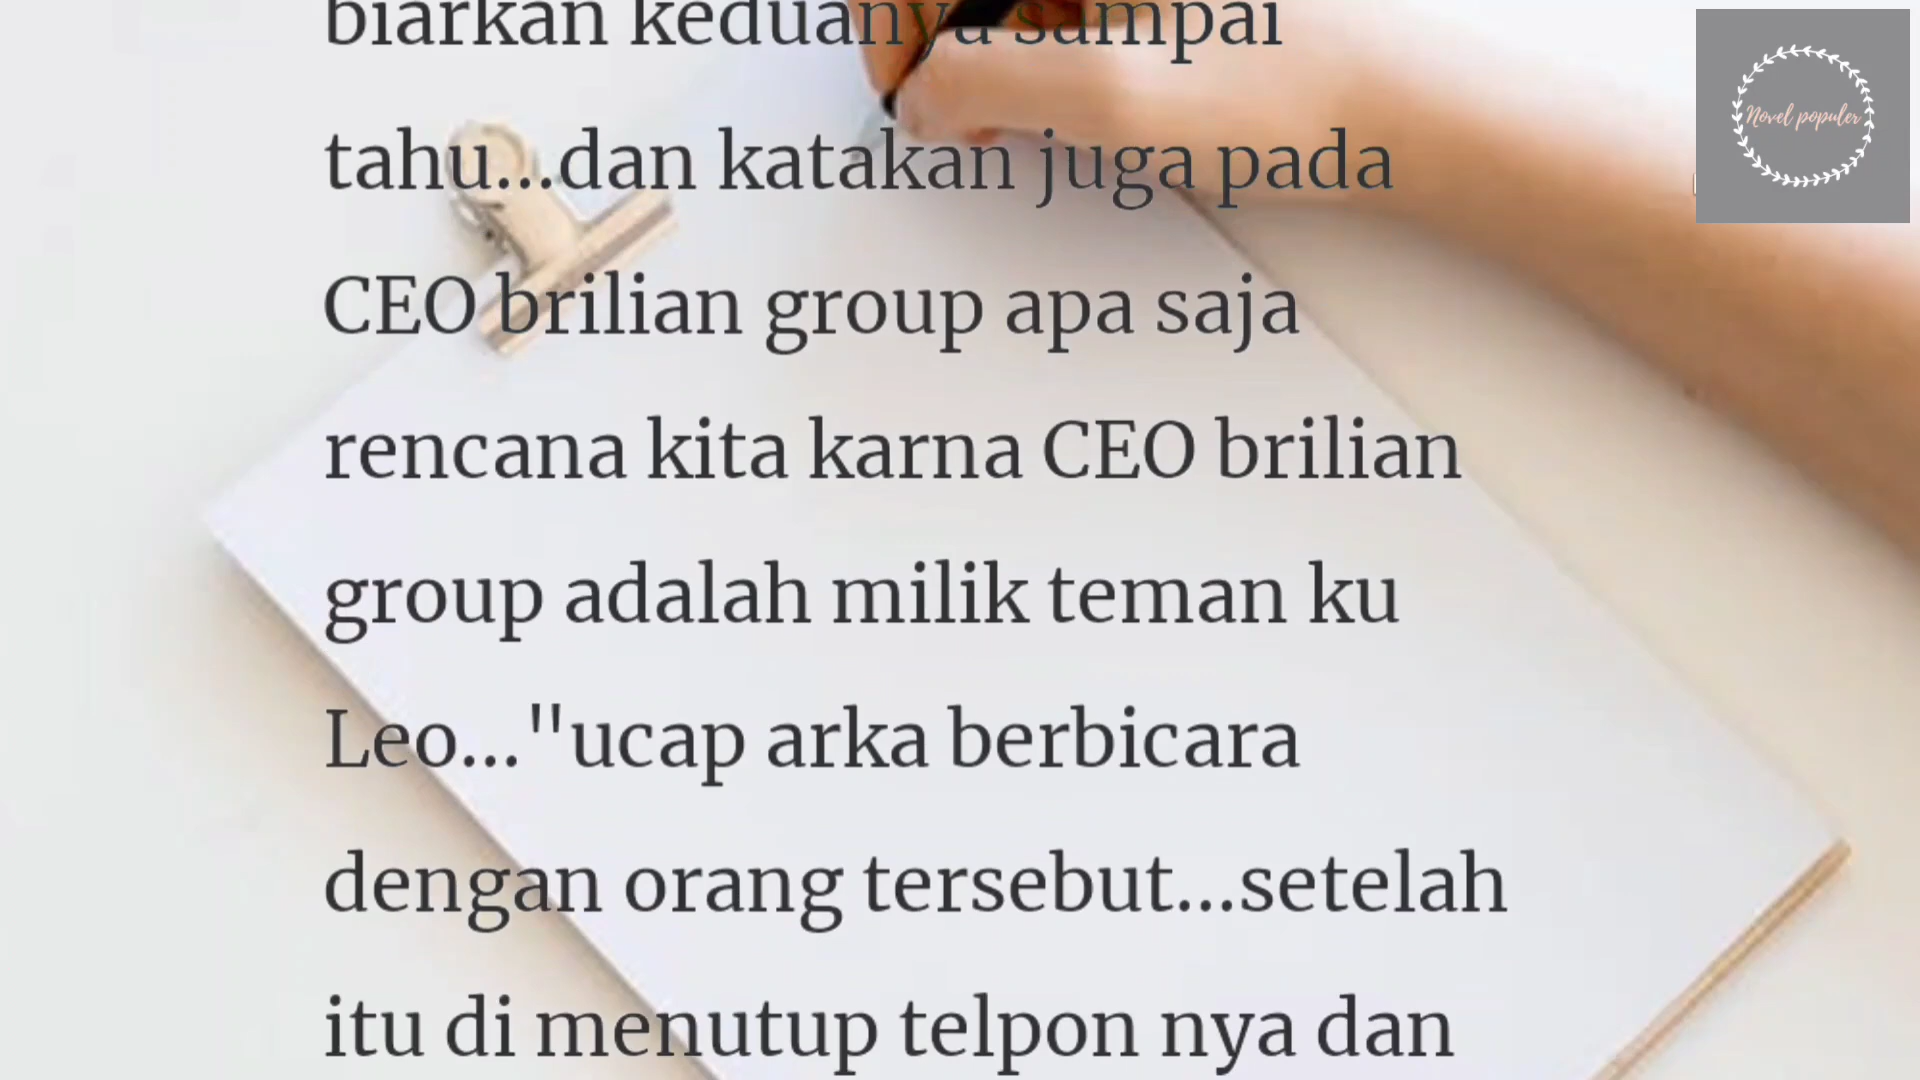 biarkan keduanya sampai
tahu...dan katakan juga pada
CEO brilian group apa saja
rencana kita karna CEO brilian
group adalah milik teman ku
Leo..."ucap arka berbicara
dengan orang tersebut...setelah
itu di menutup telpon nya dan
Novel populer